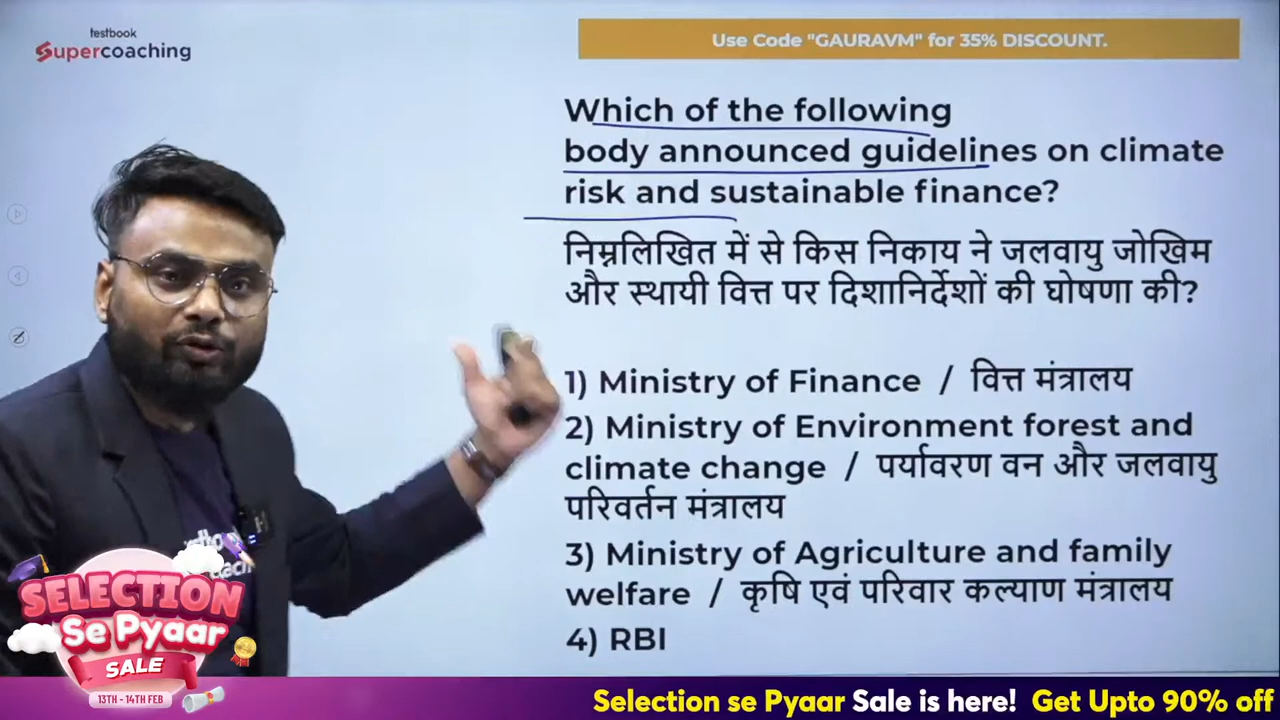 testbook
Supercoaching
Use Code "GAURAVM" for 35% DISCOUNT.
Which of the following
body announced guidelines on climate
risk and sustainable finance?
निम्नलिखित में से किस निकाय ने जलवायु जोखिम
और स्थायी वित्त पर दिशानिर्देशों की घोषणा की?
1) Ministry of Finance / वित्त मंत्रालय
2) Ministry of Environment forest and
climate change / पर्यावरण वन और जलवायु
परिवर्तन मंत्रालय
3) Ministry of Agriculture and family
welfare / कृषि एवं परिवार कल्याण मंत्रालय
4) RBI
SELECTION
Se Pyaar
SALE
13TH - 14TH FEB
Selection se Pyaar Sale is here! Get Upto 90% off